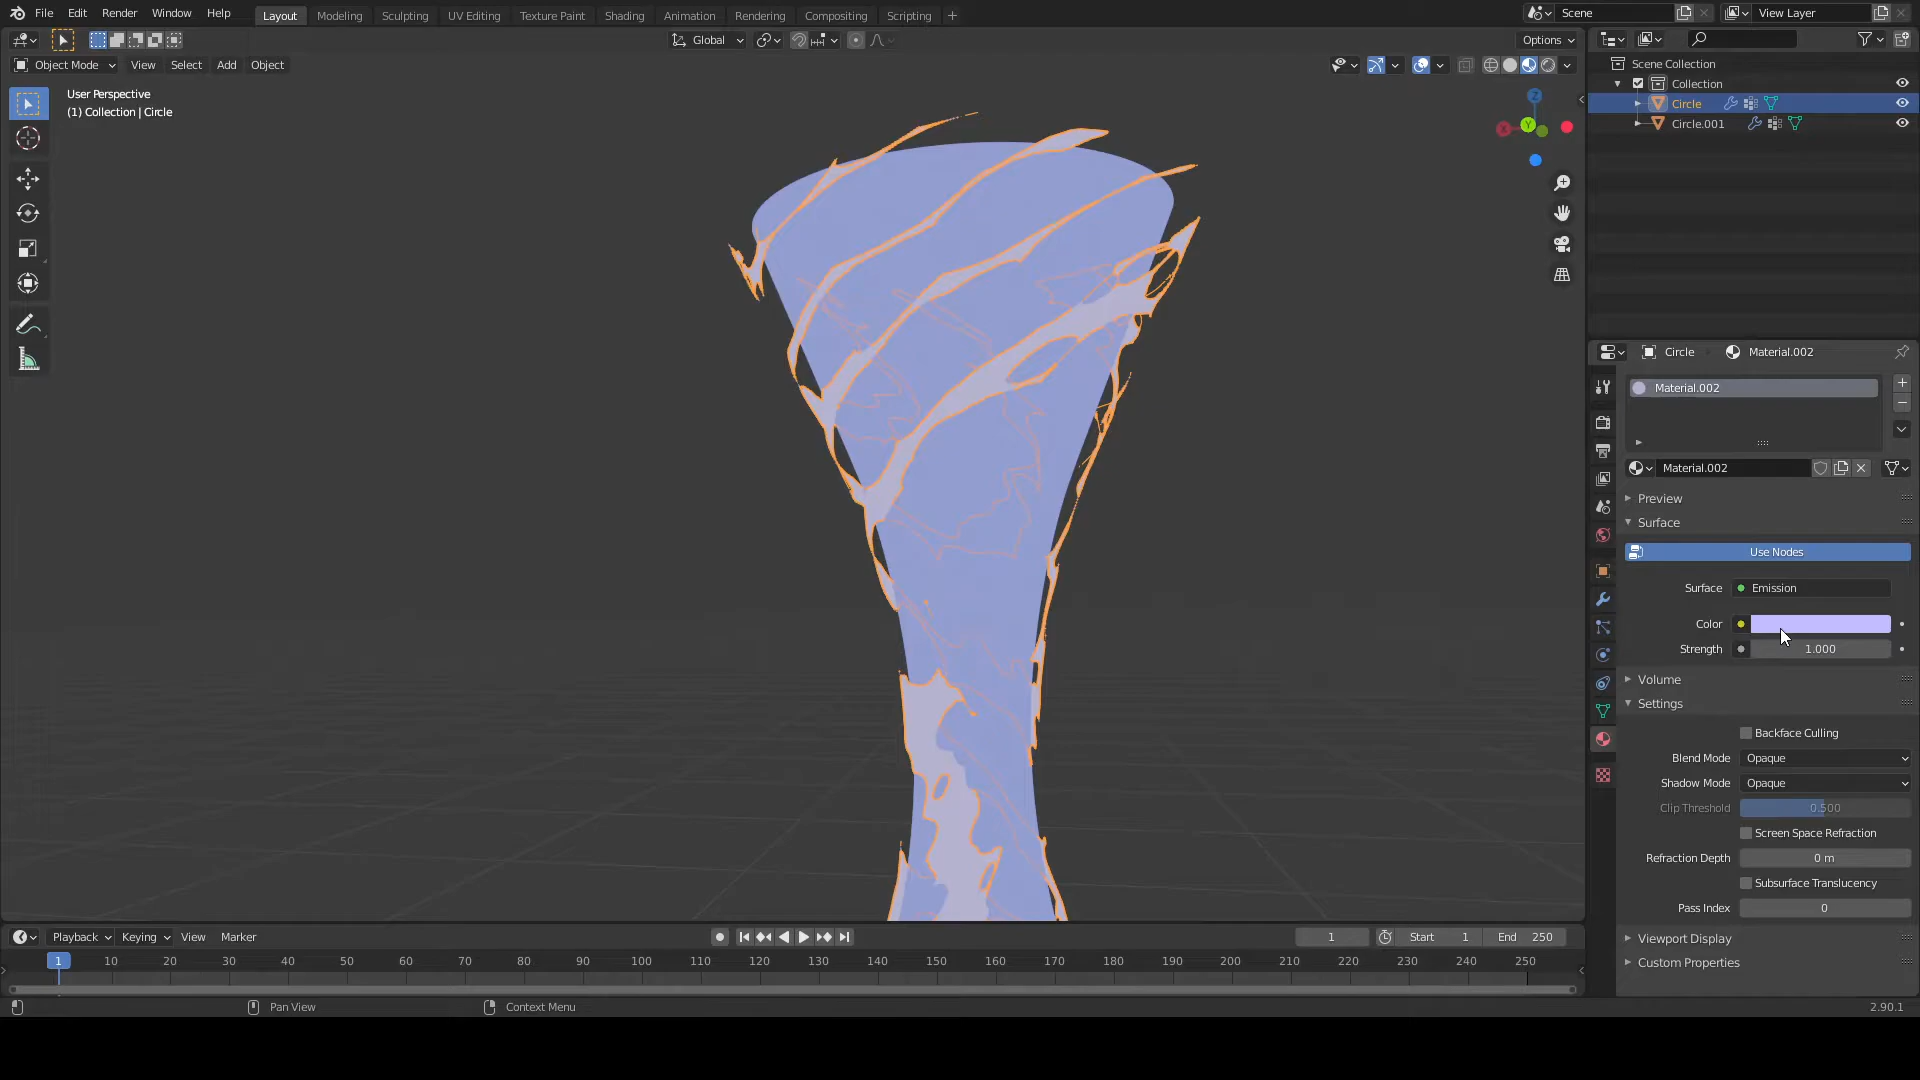 File Edit Render Window Help Layout Modeling Sculpting UV Editing Texture Paint Shading Animation Rendering Compositing Scripting + Scene View Layer
Global Options
Object Mode View Select Add Object
User Perspective
(1) Collection | Circle
Z
X Y
Scene Collection
Collection
Circle
Circle.001
Circle Material.002
Material.002
Material.002
Preview
Surface
Use Nodes
Surface Emission
Color
Strength 1.000
Volume
Settings
Backface Culling
Blend Mode Opaque
Shadow Mode Opaque
Clip Threshold 0.500
Screen Space Refraction
Refraction Depth 0 m
Subsurface Translucency
Pass Index 0
Viewport Display
Custom Properties
Playback Keying View Marker 1 Start 1 End 250
1 10 20 30 40 50 60 70 80 90 100 110 120 130 140 150 160 170 180 190 200 210 220 230 240 250
Pan View Context Menu 2.90.1